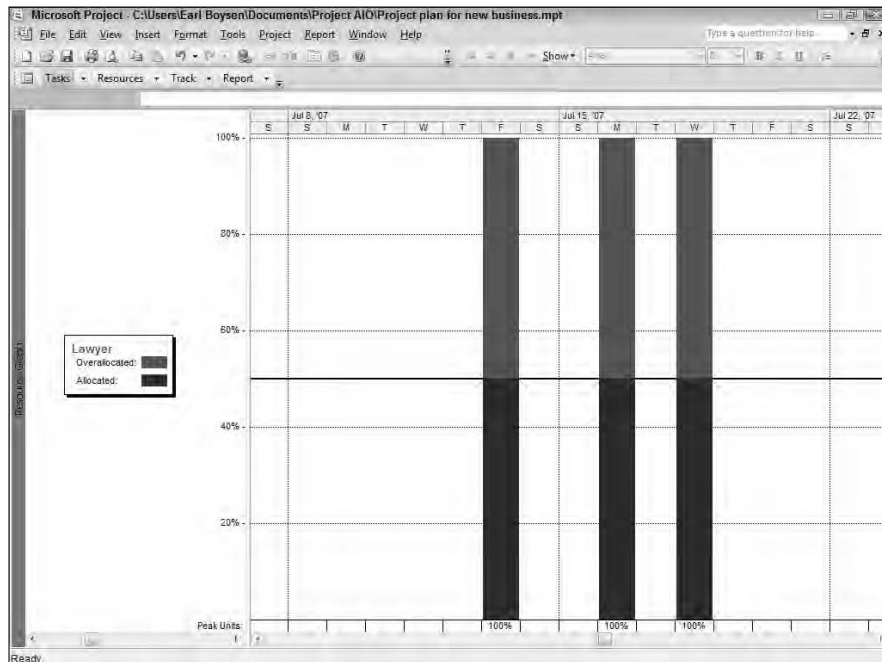 Microsoft Project - C:\Users\Earl Boysen\Documents\Project AIO\Project plan for new business.mpt
File Edit View Insert Format Tools Project Report Window Help Type a question for help
Show
Tasks Resources Track Report
Jul 8, '07 Jul 15, '07 Jul 22, '07
S S M T W T F S S M T W T F S S
100%
80%
60%
40%
20%
Resource Graph
Lawyer
Overallocated:
Allocated:
Peak Units: 100% 100% 100%
Ready